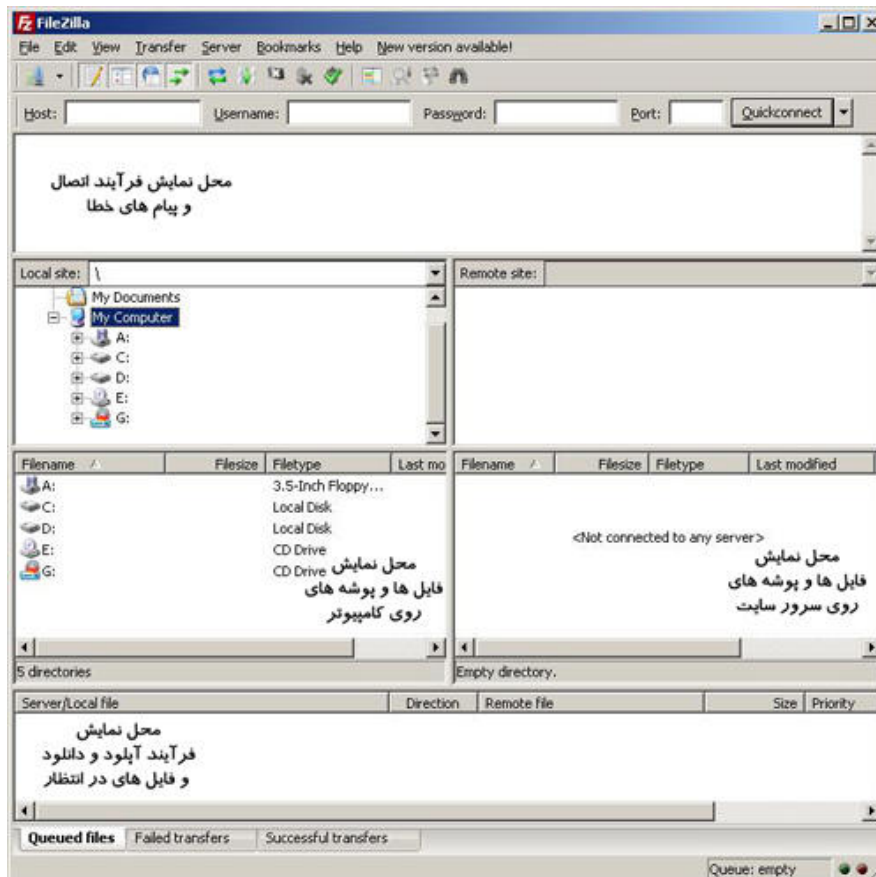 FileZilla
File Edit View Transfer Server Bookmarks Help New version available!
Host: Username: Password: Port: Quickconnect
محل نمایش فرآیند اتصال
و پیام های خطا
Local site: \
My Documents
My Computer
A:
C:
D:
E:
G:
Remote site:
Filename Filesize Filetype Last mo
A: 3.5-Inch Floppy...
C: Local Disk
D: Local Disk
E: CD Drive
G: CD Drive
محل نمایش
فایل ها و پوشه های
روی کامپیوتر
5 directories
Filename Filesize Filetype Last modified
<Not connected to any server>
محل نمایش
فایل ها و پوشه های
روی سرور سایت
Empty directory.
Server/Local file Direction Remote file Size Priority
محل نمایش
فرآیند آپلود و دانلود
و فایل های در انتظار
Queued files Failed transfers Successful transfers
Queue: empty